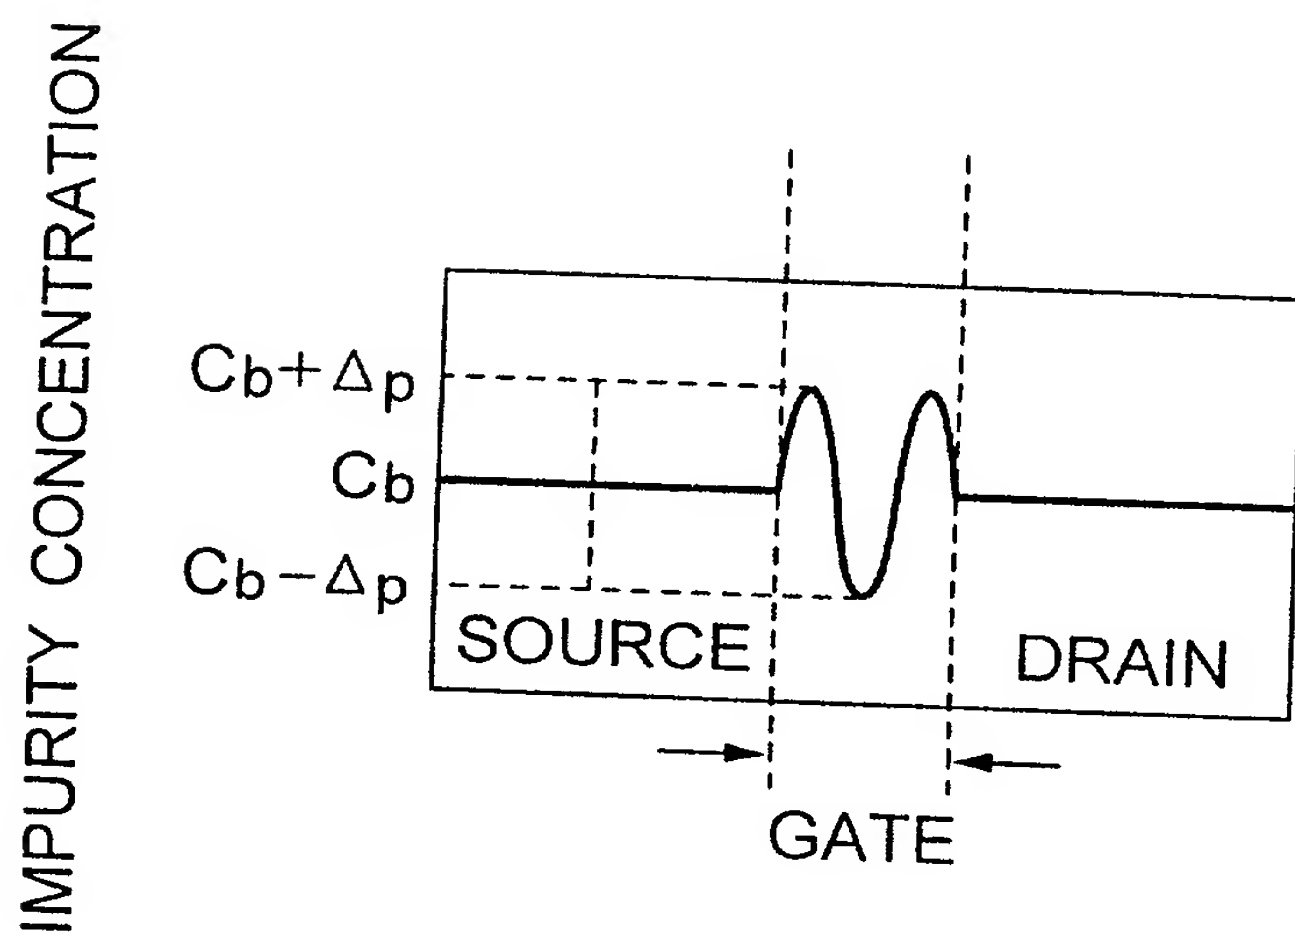 IMPURITY CONCENTRATION
Cb+Δp
Cb
Cb−Δp
SOURCE
DRAIN
GATE